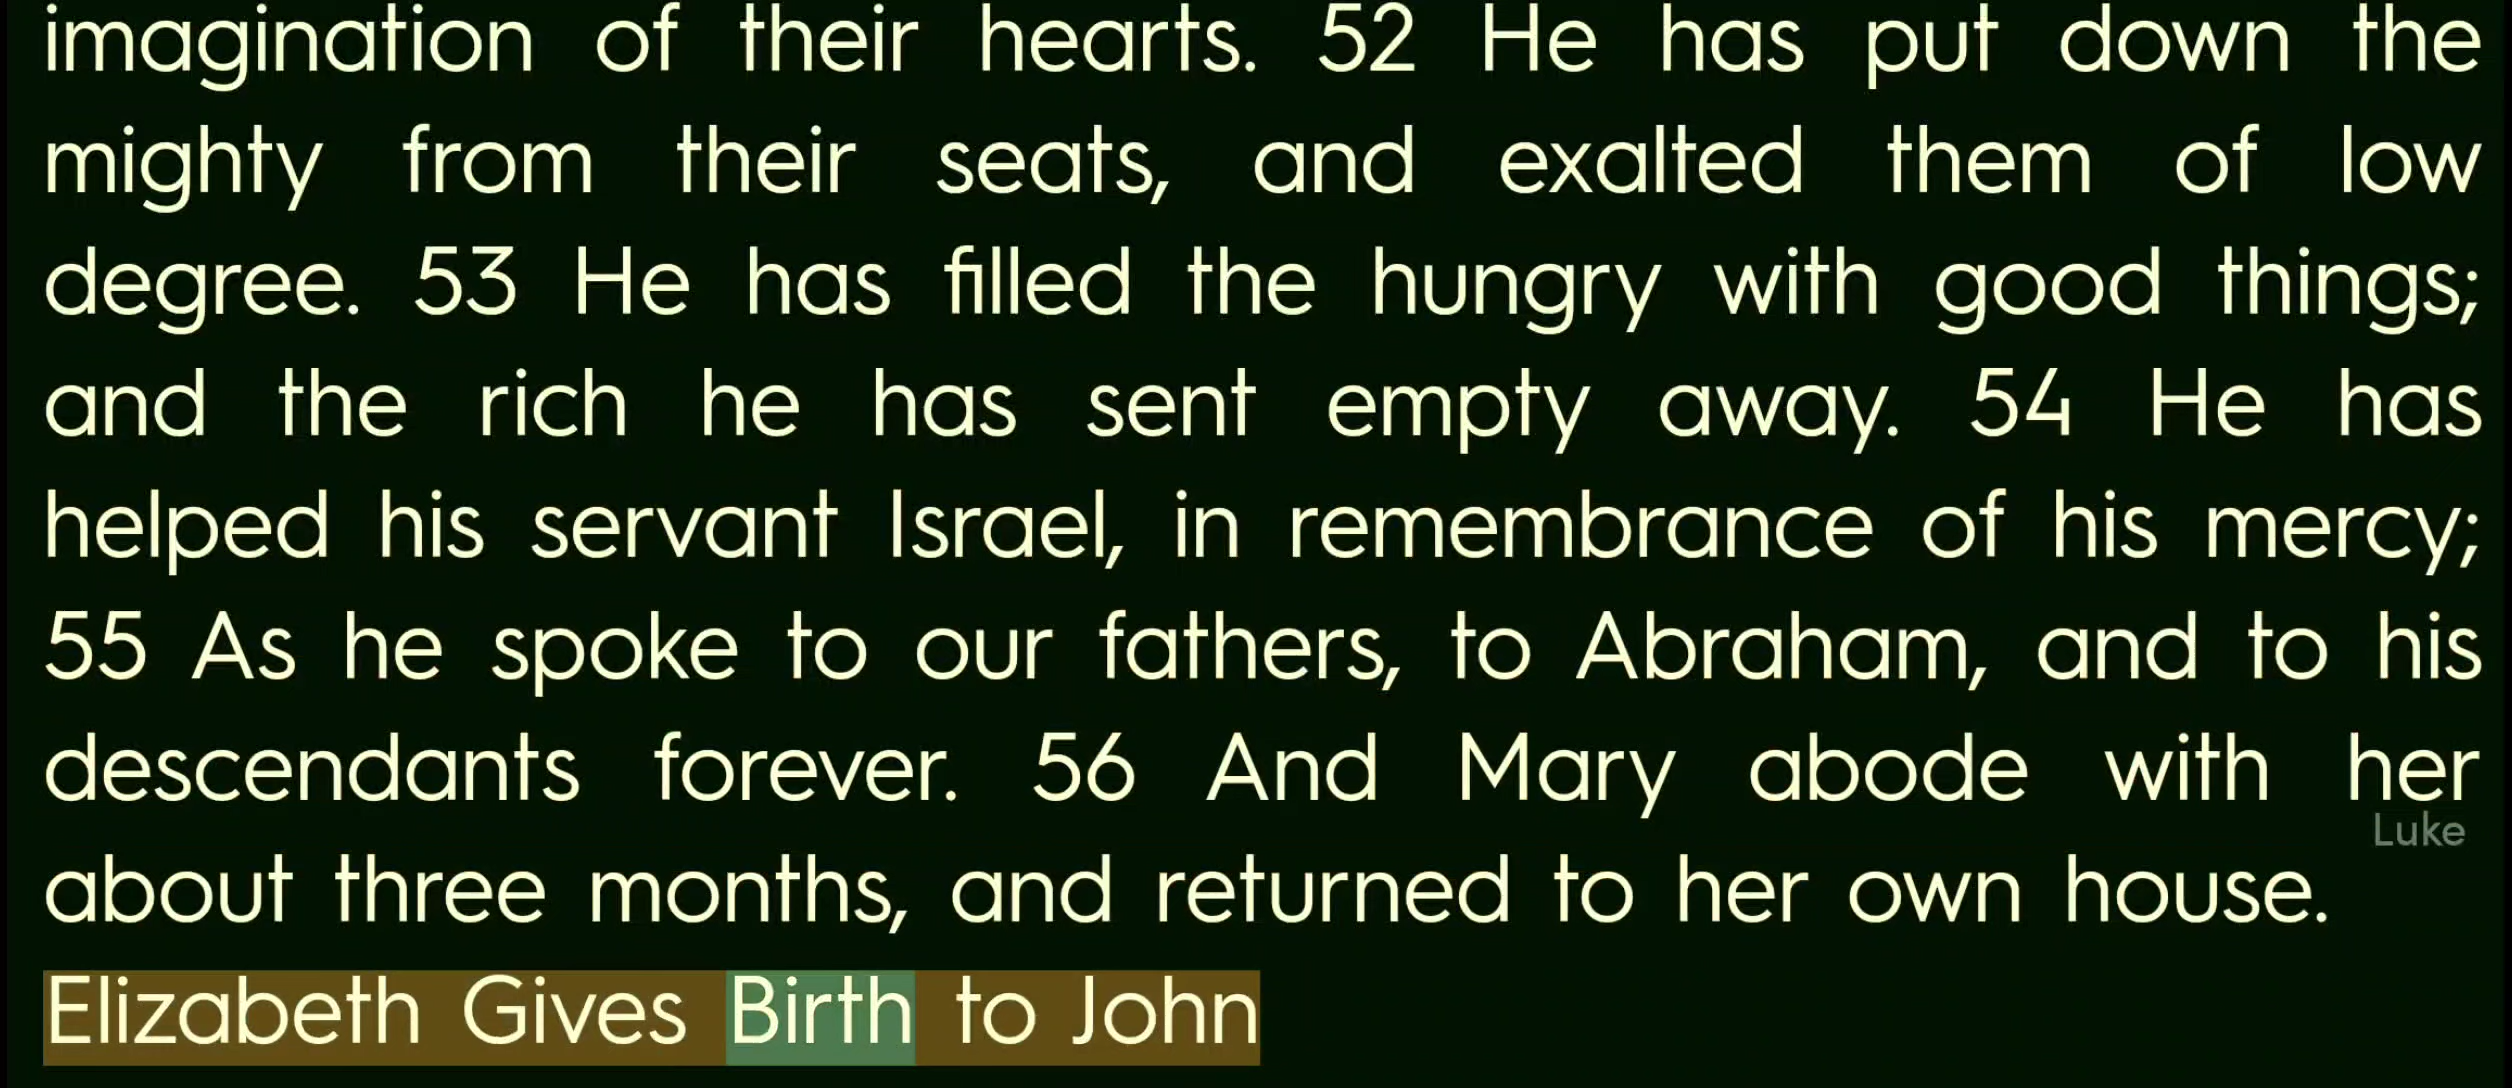 imagination of their hearts. 52 He has put down the
mighty from their seats, and exalted them of low
degree. 53 He has filled the hungry with good things;
and the rich he has sent empty away. 54 He has
helped his servant Israel, in remembrance of his mercy;
55 As he spoke to our fathers, to Abraham, and to his
descendants forever. 56 And Mary abode with her
Luke
about three months, and returned to her own house.
Elizabeth Gives Birth to John